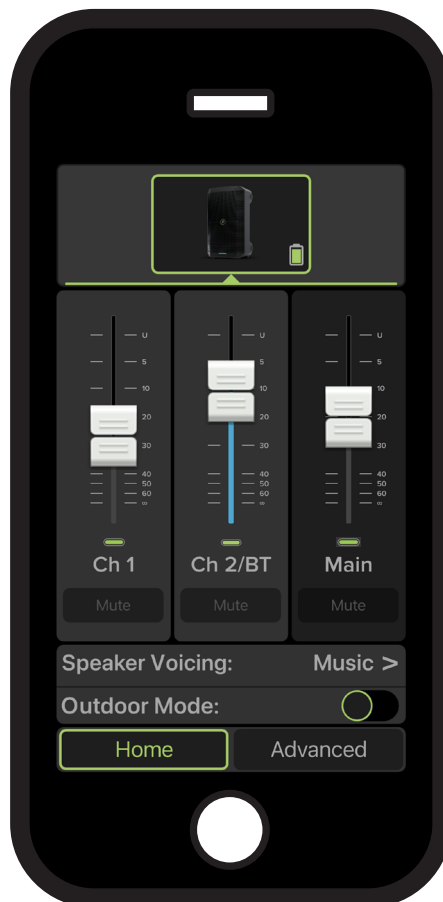 U U U
5 5 5
10 10 10
20 20 20
30 30 30
40 40 40
50 50 50
60 60 60
∞ ∞ ∞
Ch 1 Ch 2/BT Main
Mute Mute Mute
Speaker Voicing: Music >
Outdoor Mode:
Home Advanced